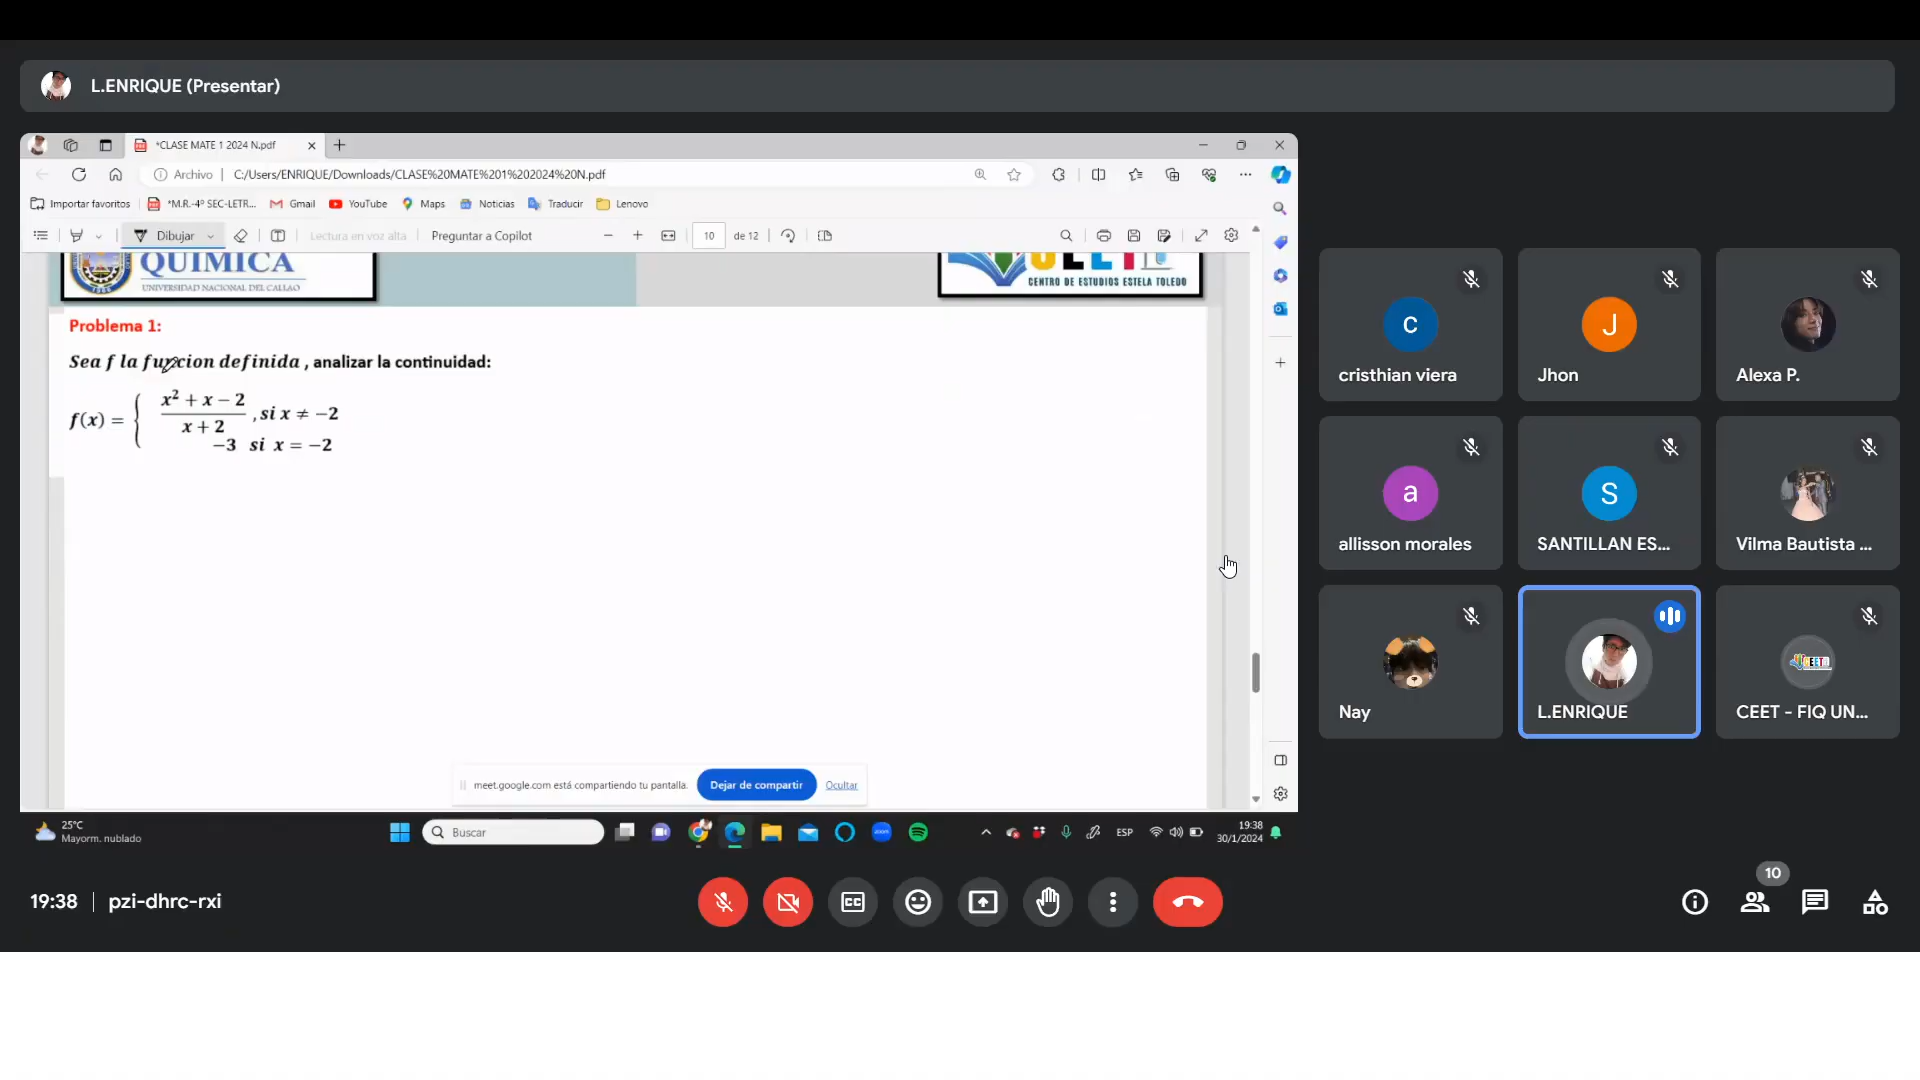 L.ENRIQUE (Presentar)
*CLASE MATE 1 2024 N.pdf
Archivo C:/Users/ENRIQUE/Downloads/CLASE%20MATE%201%202024%20N.pdf
Importar favoritos *M.R.-4º SEC-LETR... Gmail YouTube Maps Noticias Traducir Lenovo
Dibujar Lectura en voz alta Preguntar a Copilot 10 de 12
QUIMICA
UNIVERSIDAD NACIONAL DEL CALLAO
CENTRO DE ESTUDIOS ESTELA TOLEDO
Problema 1:
Sea f la funcion definida , analizar la continuidad:
f(x) = { x² + x − 2 / x + 2 , si x ≠ −2
−3 si x = −2
meet.google.com está compartiendo tu pantalla. Dejar de compartir Ocultar
25°C
Mayorm. nublado
Buscar
zoom
ESP
19:38
30/1/2024
c
cristhian viera
J
Jhon
Alexa P.
a
allisson morales
S
SANTILLAN ES...
Vilma Bautista ...
Nay
L.ENRIQUE
CEET - FIQ UN...
19:38 | pzi-dhrc-rxi
CC
10